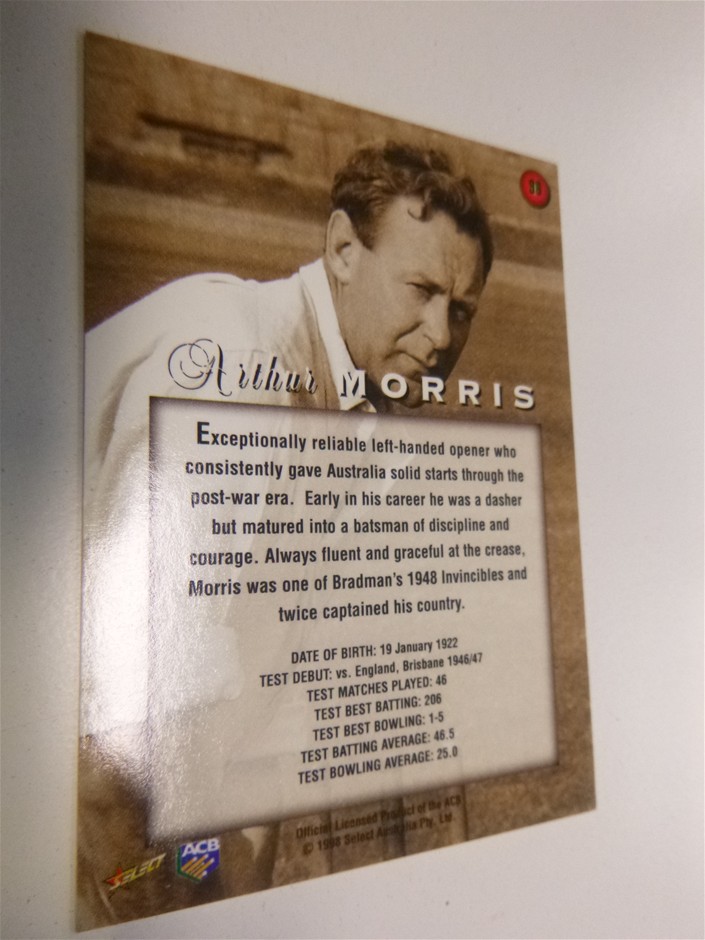 Arthur MORRIS
Exceptionally reliable left-handed opener who
consistently gave Australia solid starts through the
post-war era. Early in his career he was a dasher
but matured into a batsman of discipline and
courage. Always fluent and graceful at the crease,
Morris was one of Bradman's 1948 Invincibles and
twice captained his country.
DATE OF BIRTH: 19 January 1922
TEST DEBUT: vs. England, Brisbane 1946/47
TEST MATCHES PLAYED: 46
TEST BEST BATTING: 206
TEST BEST BOWLING: 1-5
TEST BATTING AVERAGE: 46.5
TEST BOWLING AVERAGE: 25.0
Official Licensed Product of the ACB
© 1998 Select Australia Pty. Ltd.
SELECT ACB